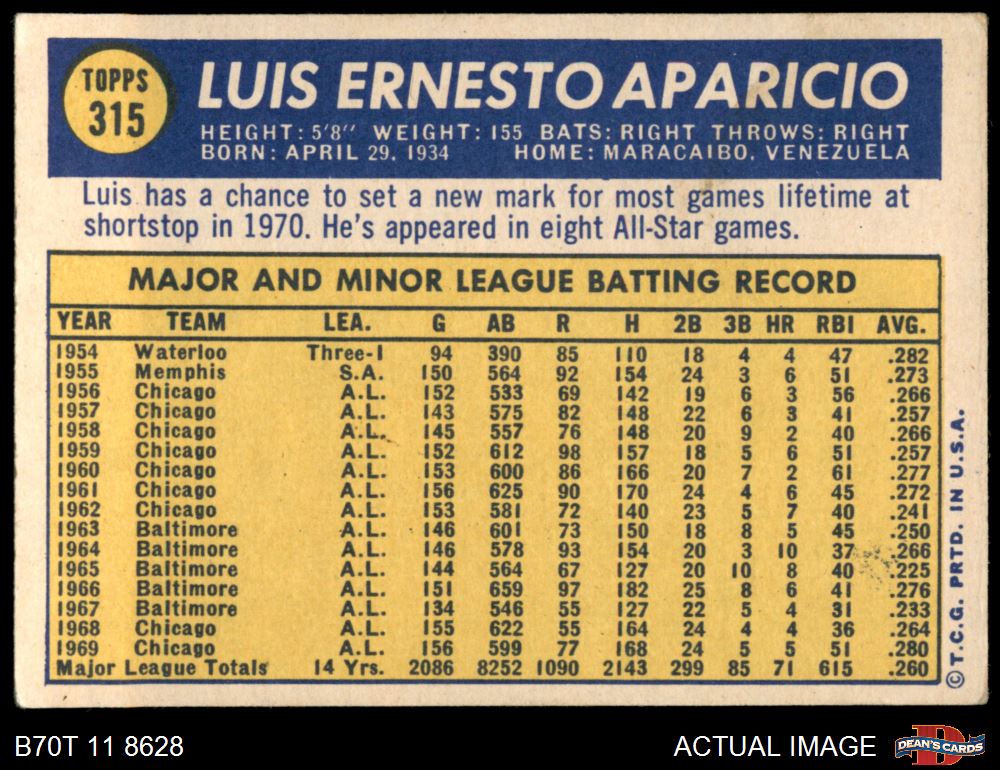 TOPPS
315
LUIS ERNESTO APARICIO
HEIGHT: 5'8" WEIGHT: 155 BATS: RIGHT THROWS: RIGHT
BORN: APRIL 29, 1934 HOME: MARACAIBO, VENEZUELA
Luis has a chance to set a new mark for most games lifetime at
shortstop in 1970. He's appeared in eight All-Star games.
MAJOR AND MINOR LEAGUE BATTING RECORD
YEAR TEAM LEA. G AB R H 2B 3B HR RBI AVG.
1954 Waterloo Three-I 94 390 85 110 18 4 4 47 .282
1955 Memphis S.A. 150 564 92 154 24 3 6 51 .273
1956 Chicago A.L. 152 533 69 142 19 6 3 56 .266
1957 Chicago A.L. 143 575 82 148 22 6 3 41 .257
1958 Chicago A.L. 145 557 76 148 20 9 2 40 .266
1959 Chicago A.L. 152 612 98 157 18 5 6 51 .257
1960 Chicago A.L. 153 600 86 166 20 7 2 61 .277
1961 Chicago A.L. 156 625 90 170 24 4 6 45 .272
1962 Chicago A.L. 153 581 72 140 23 5 7 40 .241
1963 Baltimore A.L. 146 601 73 150 18 8 5 45 .250
1964 Baltimore A.L. 146 578 93 154 20 3 10 37 .266
1965 Baltimore A.L. 144 564 67 127 20 10 8 40 .225
1966 Baltimore A.L. 151 659 97 182 25 8 6 41 .276
1967 Baltimore A.L. 134 546 55 127 22 5 4 31 .233
1968 Chicago A.L. 155 622 55 164 24 4 4 36 .264
1969 Chicago A.L. 156 599 77 168 24 5 5 51 .280
Major League Totals 14 Yrs. 2086 8252 1090 2143 299 85 71 615 .260
©T.C.G. PRTD. IN U.S.A.
B70T 11 8628
ACTUAL IMAGE
D
DEAN'S CARDS